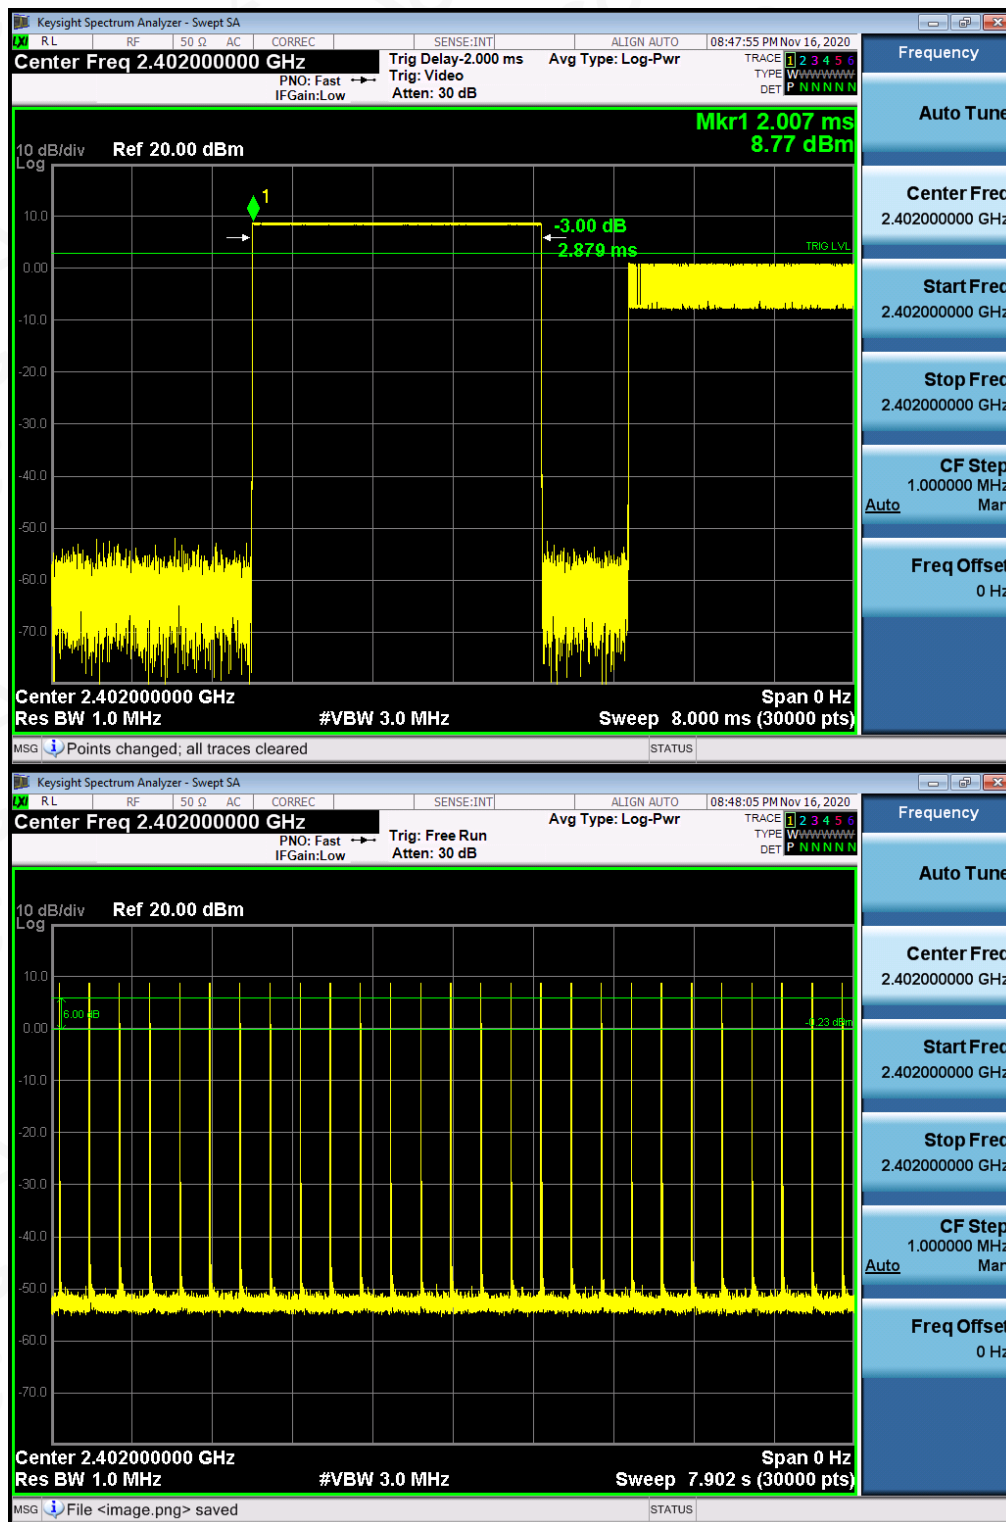 Keysight Spectrum Analyzer - Swept SA
LXI RL RF 50 Ω AC CORREC SENSE:INT ALIGN AUTO 08:47:55 PM Nov 16, 2020
Center Freq 2.402000000 GHz
PNO: Fast
IFGain:Low
Trig Delay-2.000 ms
Trig: Video
Atten: 30 dB
Avg Type: Log-Pwr
TRACE 1 2 3 4 5 6
TYPE WWWWWW
DET P N N N N N
Mkr1 2.007 ms
8.77 dBm
10 dB/div Ref 20.00 dBm
Log
1
10.0
-3.00 dB
2.879 ms
TRIG LVL
0.00
-10.0
-20.0
-30.0
-40.0
-50.0
-60.0
-70.0
Center 2.402000000 GHz Span 0 Hz
Res BW 1.0 MHz #VBW 3.0 MHz Sweep 8.000 ms (30000 pts)
MSG Points changed; all traces cleared STATUS
Frequency
Auto Tune
Center Freq
2.402000000 GHz
Start Freq
2.402000000 GHz
Stop Freq
2.402000000 GHz
CF Step
1.000000 MHz
Auto Man
Freq Offset
0 Hz
Keysight Spectrum Analyzer - Swept SA
LXI RL RF 50 Ω AC CORREC SENSE:INT ALIGN AUTO 08:48:05 PM Nov 16, 2020
Center Freq 2.402000000 GHz
PNO: Fast
IFGain:Low
Trig: Free Run
Atten: 30 dB
Avg Type: Log-Pwr
TRACE 1 2 3 4 5 6
TYPE WWWWWW
DET P N N N N N
10 dB/div Ref 20.00 dBm
Log
10.0
6.00 dB
-0.23 dBm
0.00
-10.0
-20.0
-30.0
-40.0
-50.0
-60.0
-70.0
Center 2.402000000 GHz Span 0 Hz
Res BW 1.0 MHz #VBW 3.0 MHz Sweep 7.902 s (30000 pts)
MSG File <image.png> saved STATUS
Frequency
Auto Tune
Center Freq
2.402000000 GHz
Start Freq
2.402000000 GHz
Stop Freq
2.402000000 GHz
CF Step
1.000000 MHz
Auto Man
Freq Offset
0 Hz